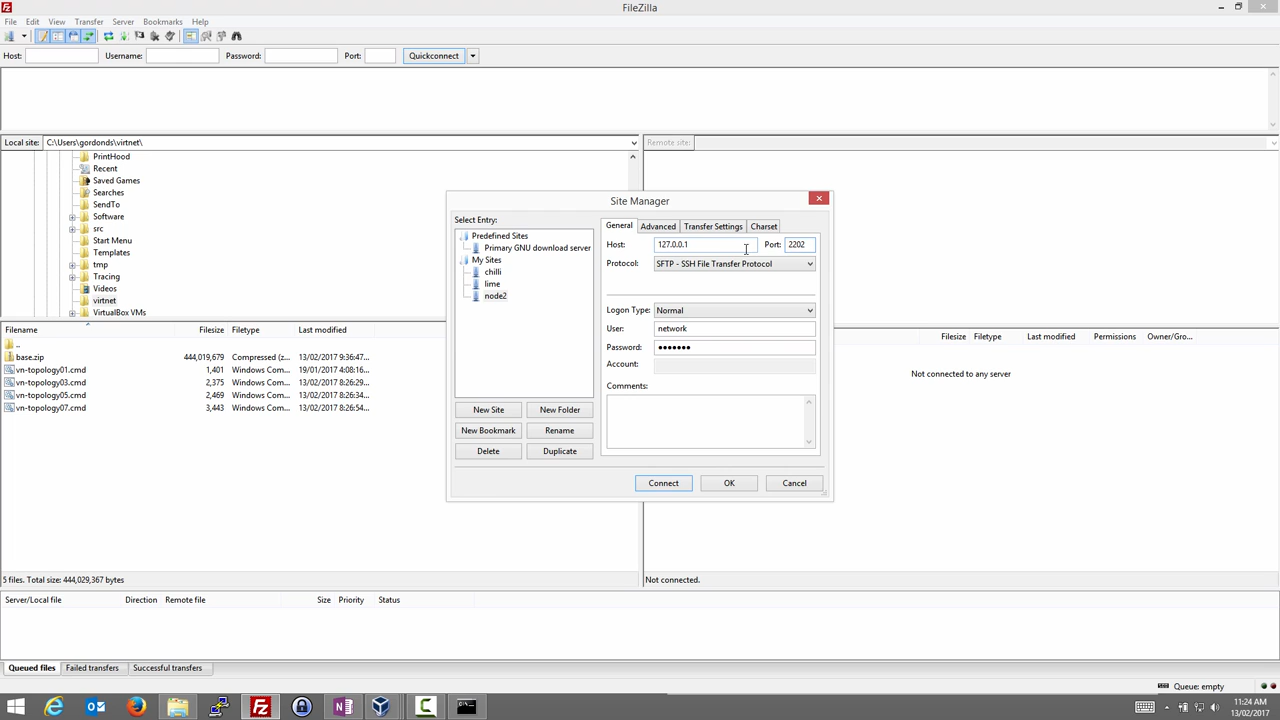 FileZilla
File Edit View Transfer Server Bookmarks Help
Host: Username: Password: Port: Quickconnect
Local site: C:\Users\gordonds\virtnet\
Remote site:
PrintHood
Recent
Saved Games
Searches
SendTo
Software
src
Start Menu
Templates
tmp
Tracing
Videos
virtnet
VirtualBox VMs
Filename Filesize Filetype Last modified
..
base.zip 444,019,679 Compressed (z... 13/02/2017 9:36:47...
vn-topology01.cmd 1,401 Windows Com... 19/01/2017 4:08:16...
vn-topology03.cmd 2,375 Windows Com... 13/02/2017 8:26:29...
vn-topology05.cmd 2,469 Windows Com... 13/02/2017 8:26:34...
vn-topology07.cmd 3,443 Windows Com... 13/02/2017 8:26:54...
5 files. Total size: 444,029,367 bytes
Site Manager
Select Entry:
Predefined Sites
Primary GNU download server
My Sites
chilli
lime
node2
New Site New Folder
New Bookmark Rename
Delete Duplicate
General Advanced Transfer Settings Charset
Host: 127.0.0.1 Port: 2202
Protocol: SFTP - SSH File Transfer Protocol
Logon Type: Normal
User: network
Password: •••••••
Account:
Comments:
Connect OK Cancel
Filesize Filetype Last modified Permissions Owner/Gro...
Not connected to any server
Not connected.
Server/Local file Direction Remote file Size Priority Status
Queued files Failed transfers Successful transfers
Queue: empty
11:24 AM
13/02/2017